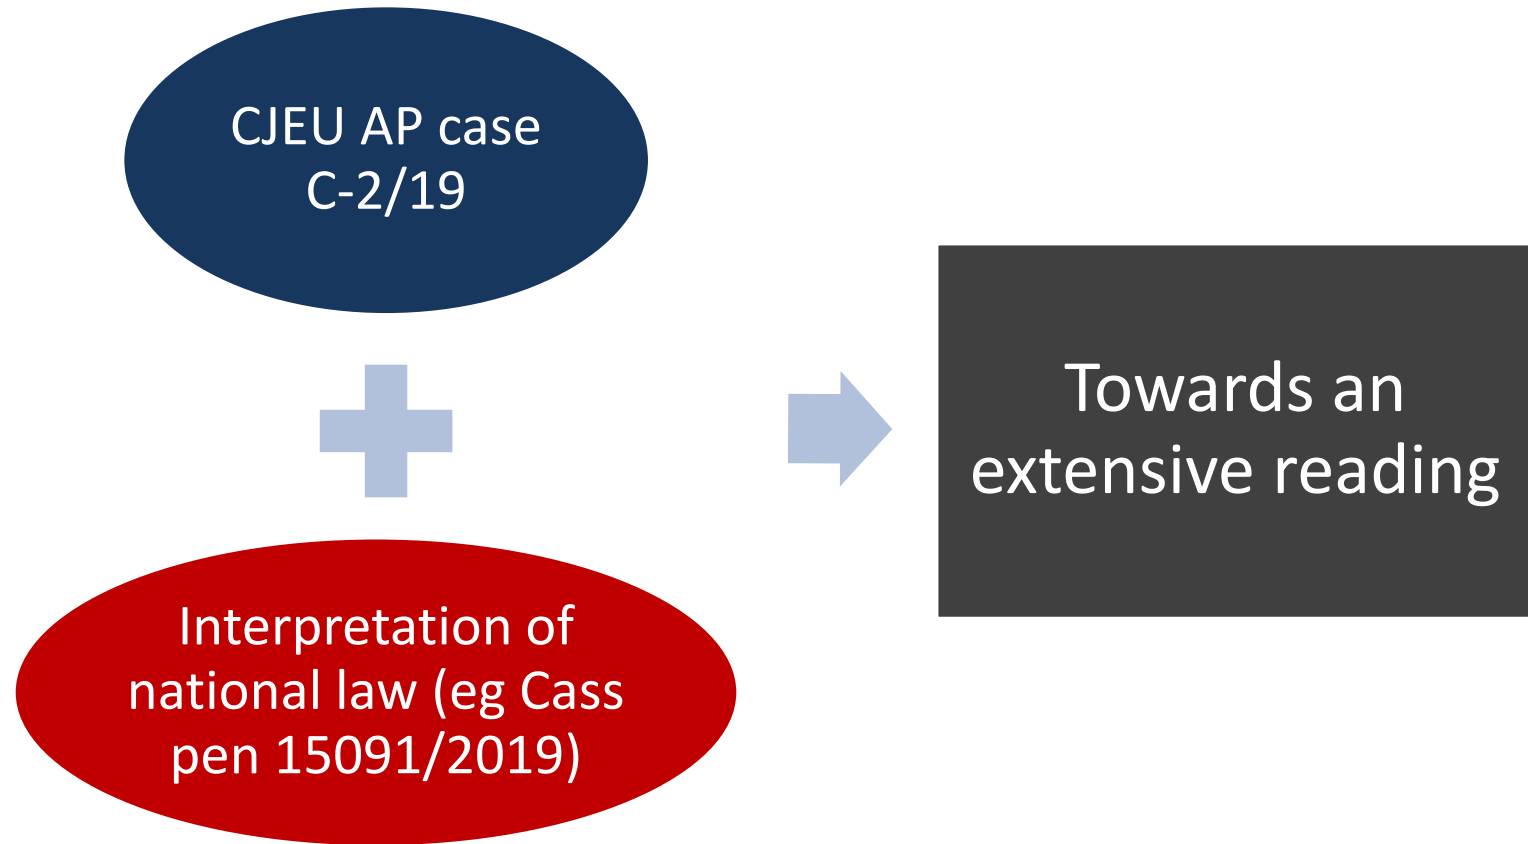 CJEU AP case
C-2/19
Interpretation of
national law (eg Cass
pen 15091/2019)
Towards an
extensive reading